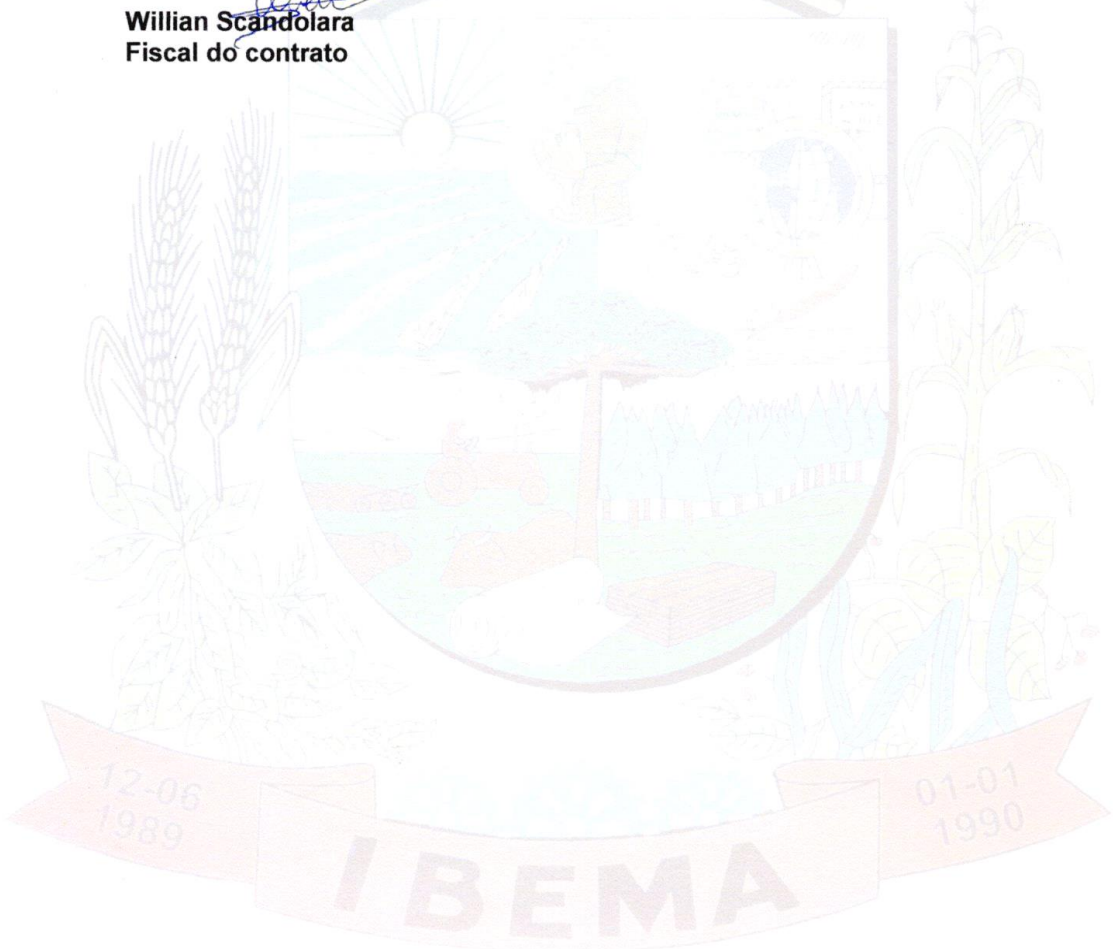 Willian Scandolara
Fiscal do contrato
12-06
1989
IBEMA
01-01
1990